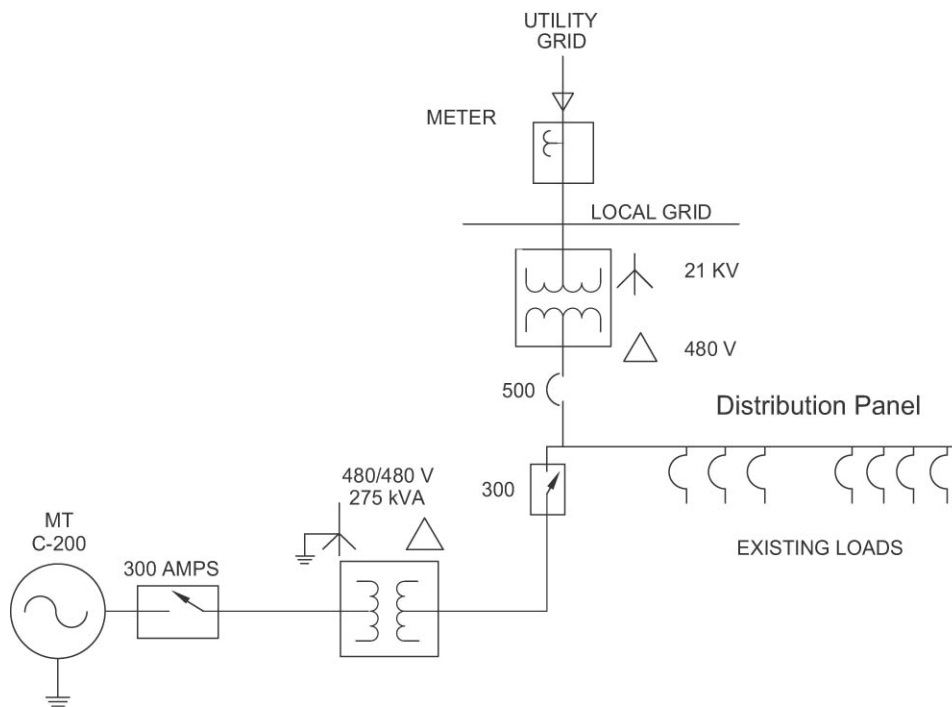 UTILITY
GRID
METER
LOCAL GRID
21 KV
480 V
500
Distribution Panel
480/480 V
275 kVA
300
MT
C-200
300 AMPS
EXISTING LOADS